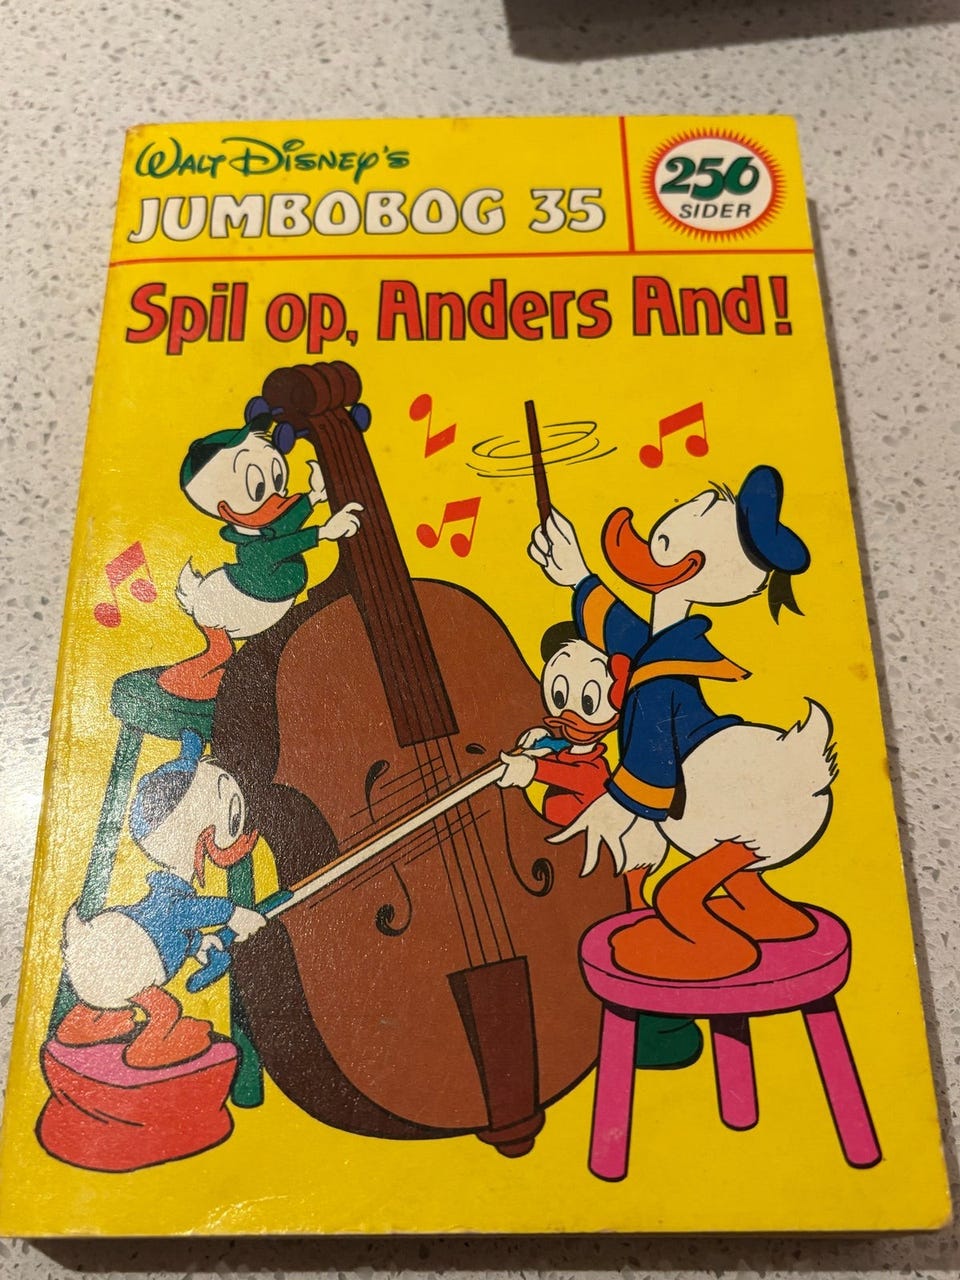 Walt Disney's
JUMBOBOG 35
256
SIDER
Spil op, Anders And!